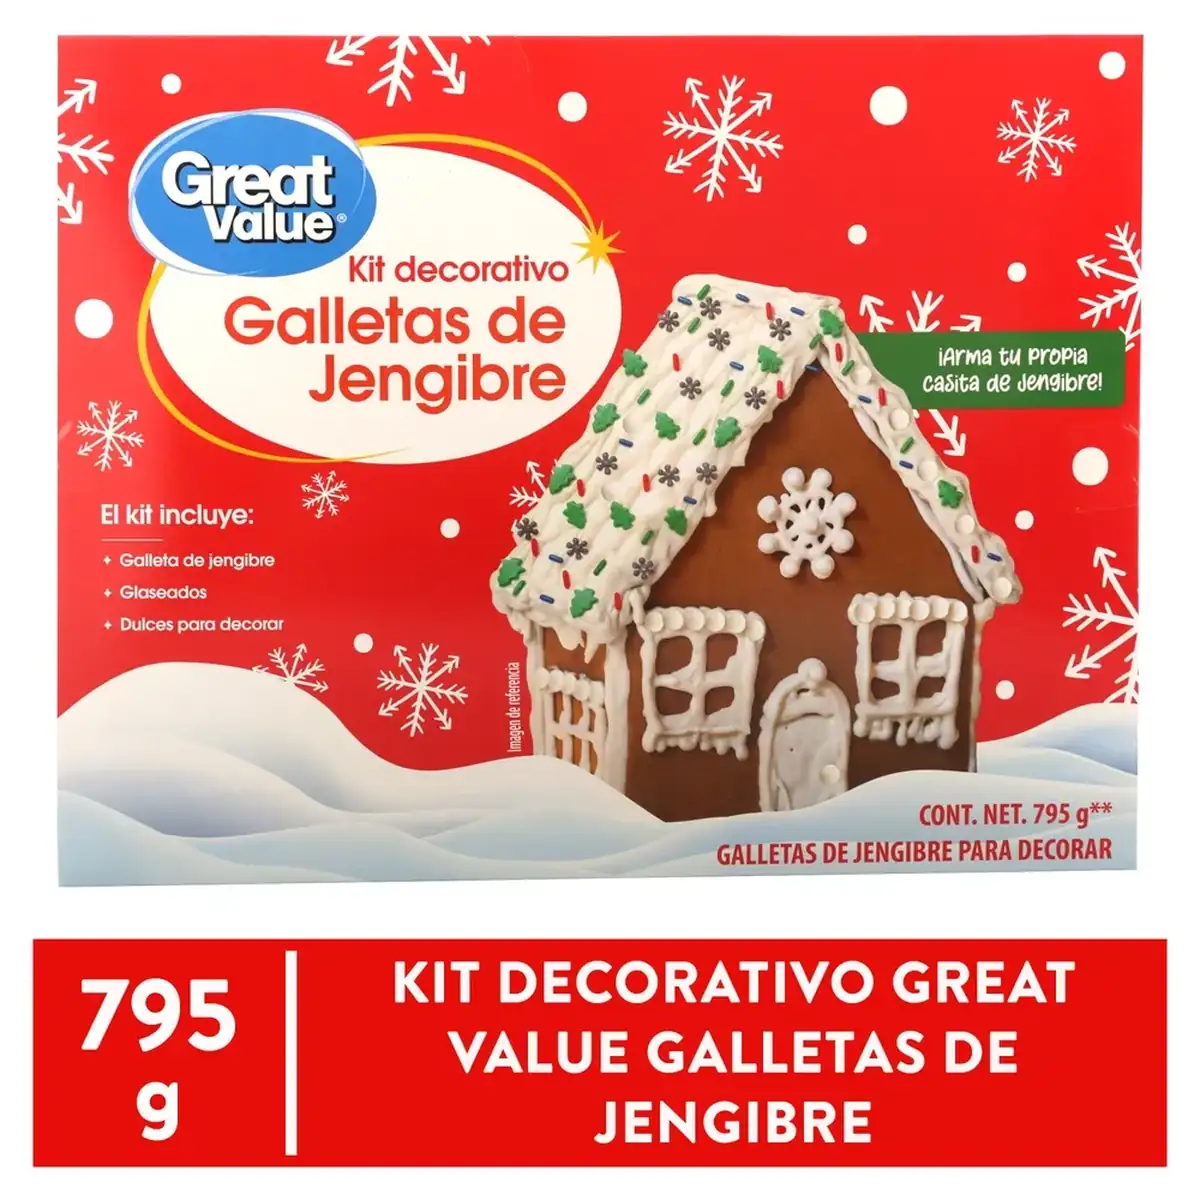 Great
Value®
Kit decorativo
Galletas de
Jengibre
¡Arma tu propia
casita de Jengibre!
El kit incluye:
Galleta de jengibre
Glaseados
Dulces para decorar
Imagen de referencia
CONT. NET. 795 g**
GALLETAS DE JENGIBRE PARA DECORAR
795
g
KIT DECORATIVO GREAT
VALUE GALLETAS DE
JENGIBRE